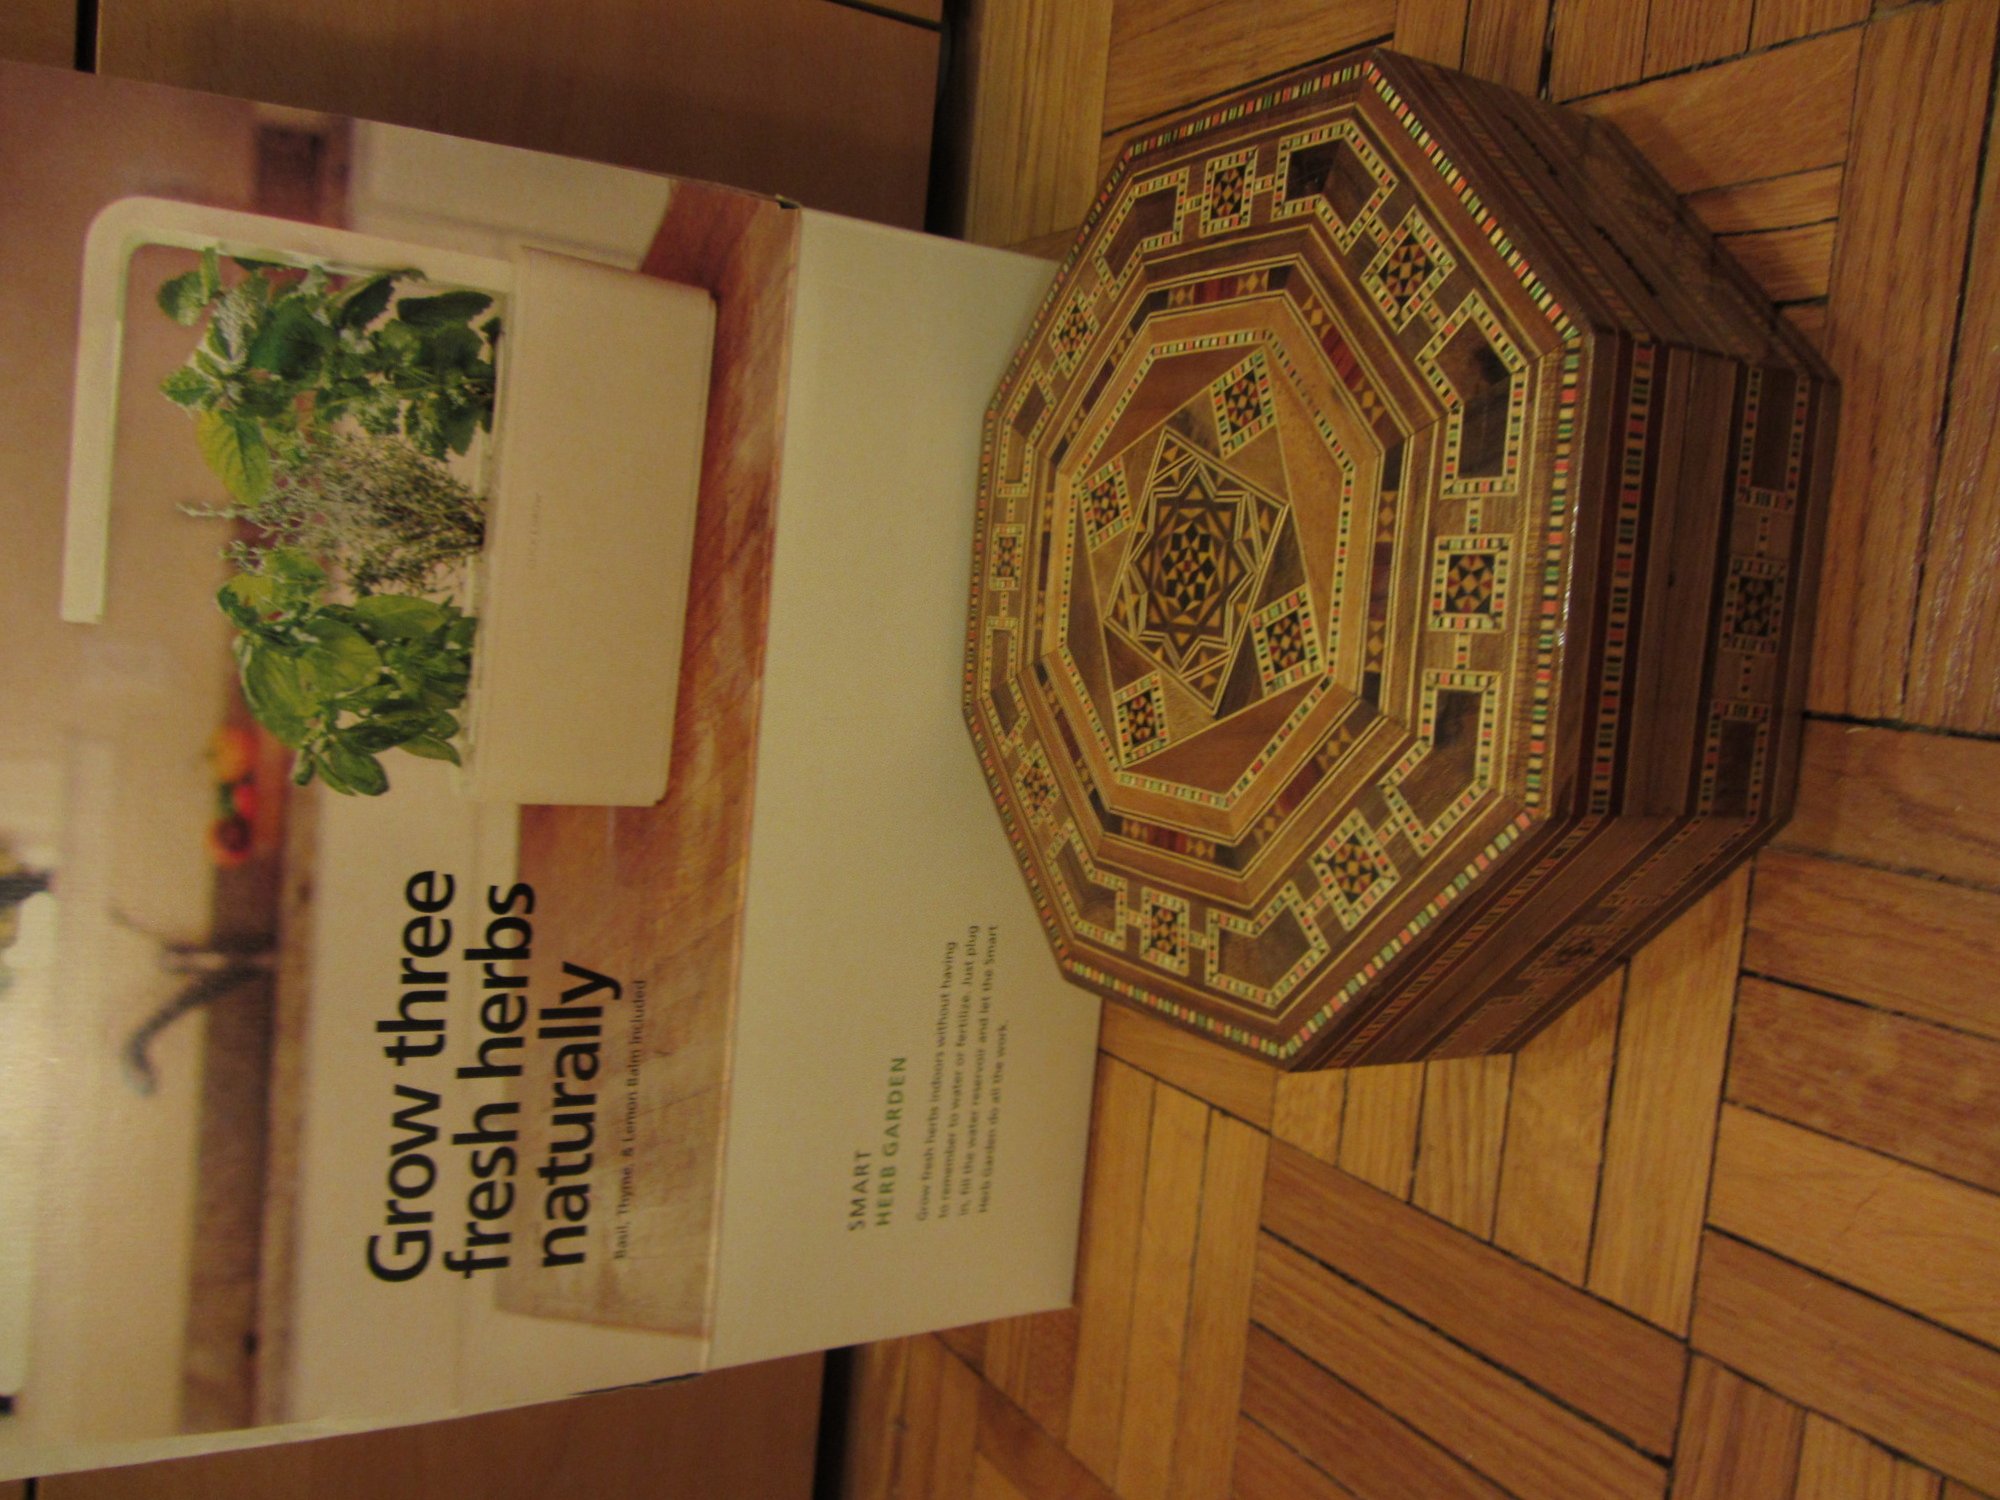 Grow three
fresh herbs
naturally
Basil, Thyme, & Lemon Balm included
SMART
HERB GARDEN
Grow fresh herbs indoors without having
to remember to water or fertilize. Just plug
in, fill the water reservoir and let the Smart
Herb Garden do all the work.